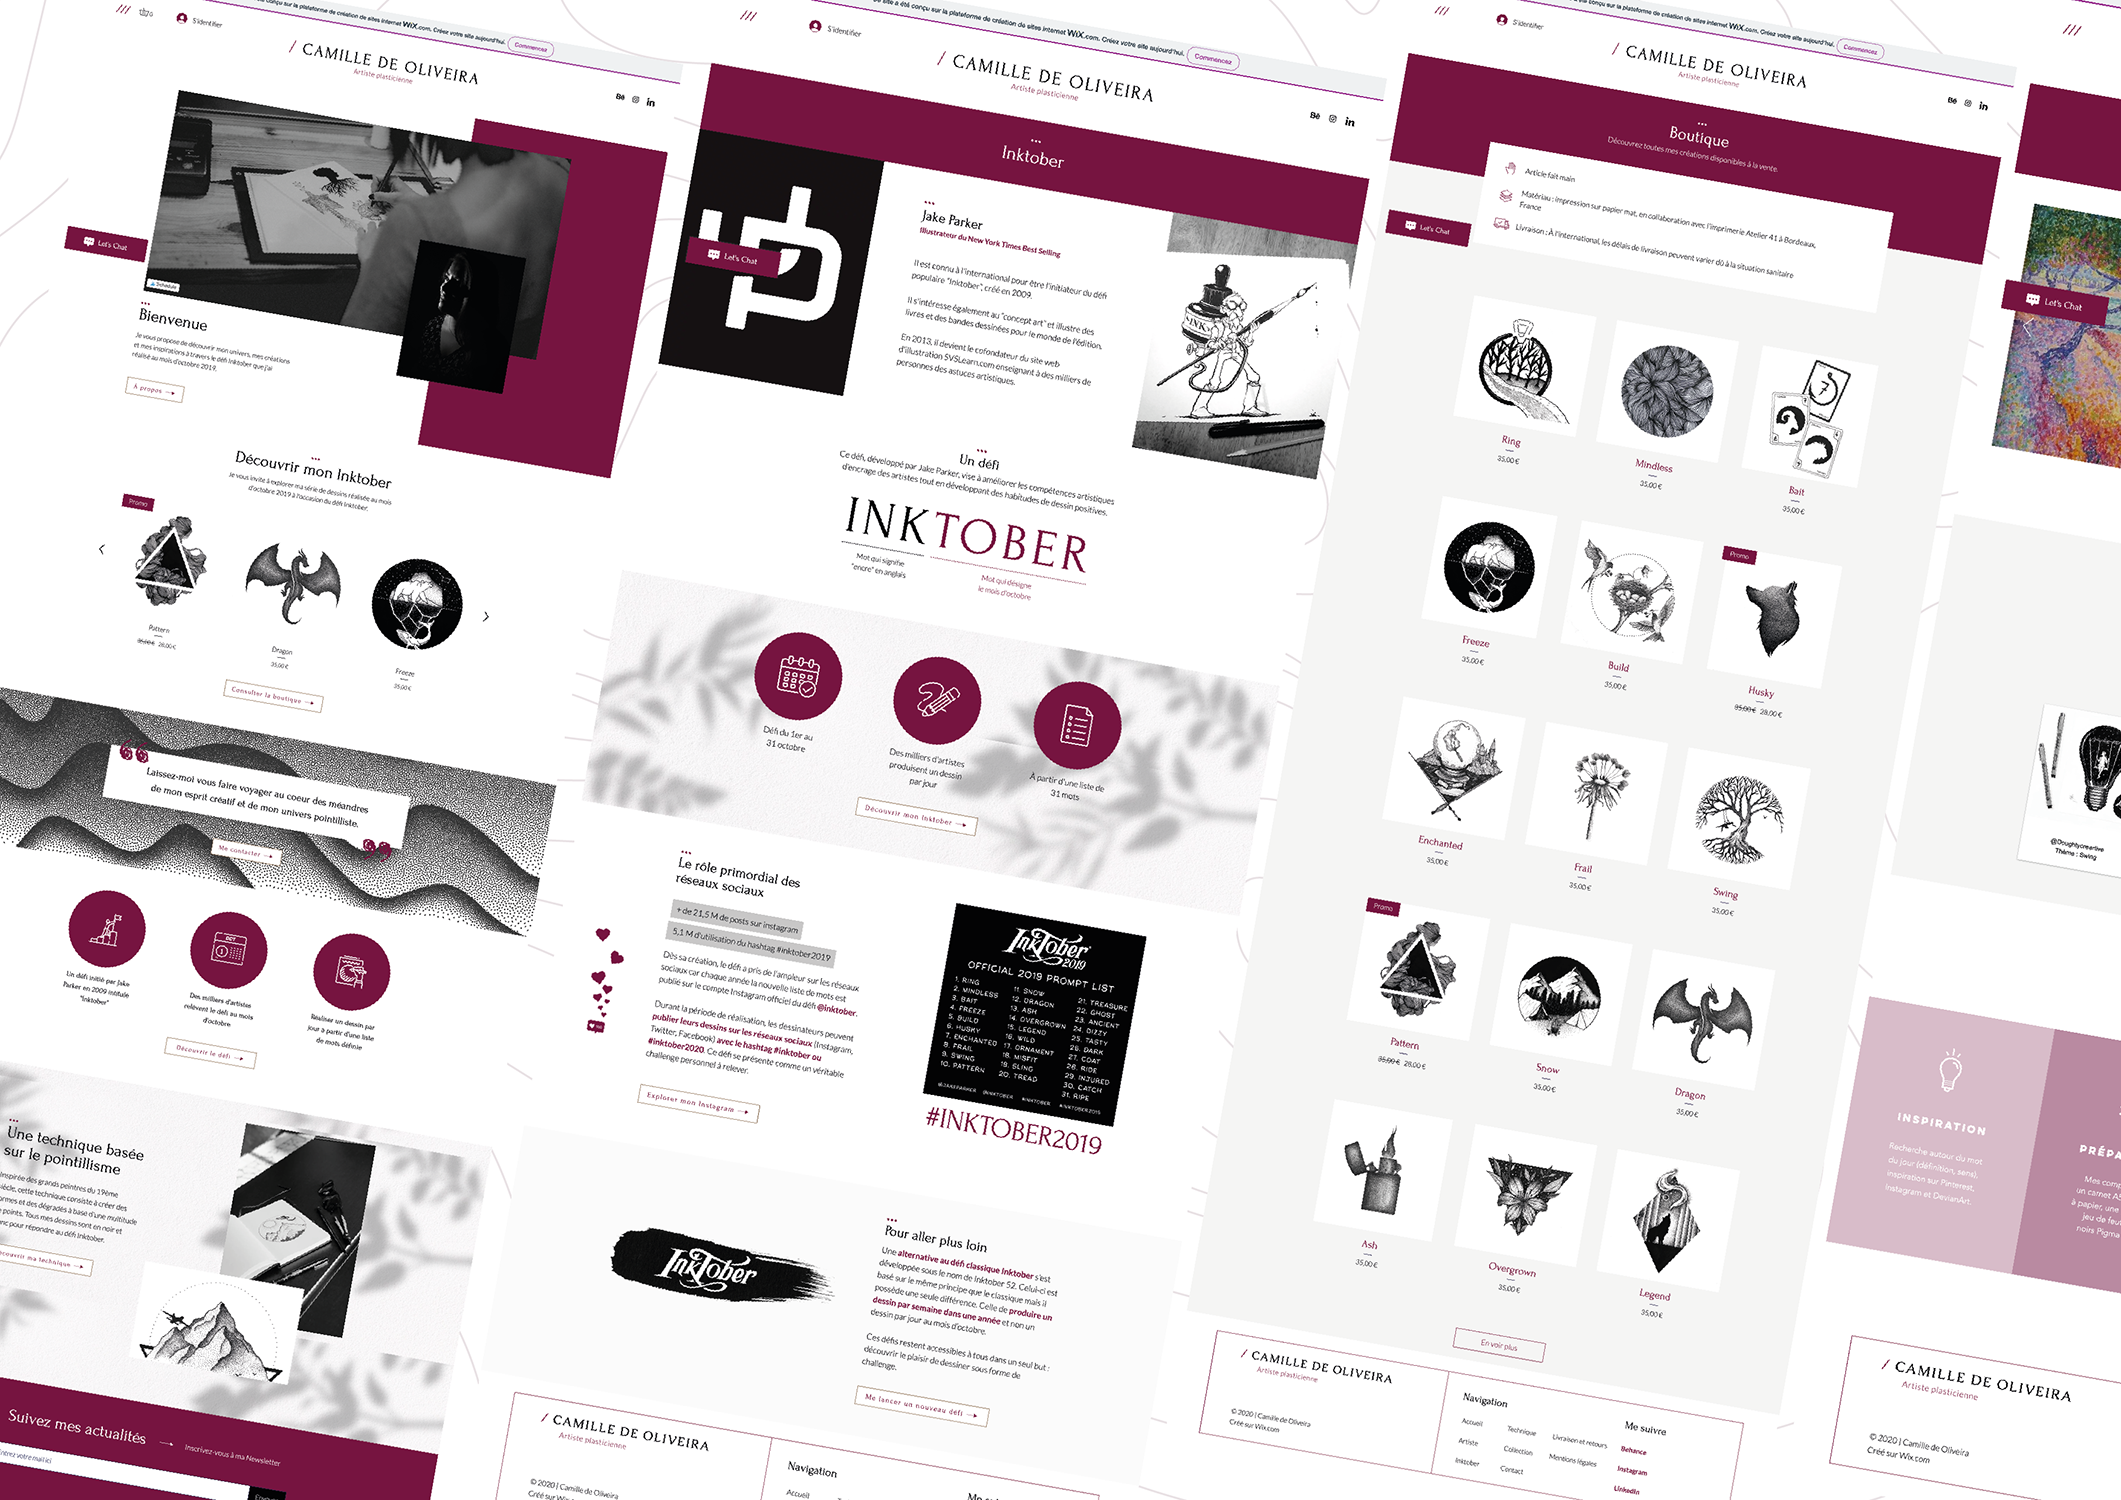 S'identifier
Commencez
/ CAMILLE DE OLIVEIRA
Artiste plasticienne
Bē
in
Let's Chat
Schedule
Bienvenue
Je vous propose de découvrir mon univers, mes créations
et mes inspirations à travers le défi Inktober que j'ai
réalisé au mois d'octobre 2019.
À propos
Découvrir mon Inktober
Je vous invite à explorer ma série de dessins réalisée au mois
d'octobre 2019 à l'occasion du défi Inktober.
Promo
Pattern
35,00 € 28,00 €
Dragon
35,00 €
Freeze
35,00 €
Consulter la boutique
Laissez-moi vous faire voyager au coeur des méandres
de mon esprit créatif et de mon univers pointilliste.
Me contacter
OCT
1
Un défi initié par Jake
Parker en 2009 intitulé
"Inktober"
Des milliers d'artistes
relèvent le défi au mois
d'octobre
Réaliser un dessin par
jour à partir d'une liste
de mots définie
Découvrir le défi
Une technique basée
sur le pointillisme
Inspirée des grands peintres du 19ème
siècle, cette technique consiste à créer des
formes et des dégradés à base d'une multitude
points. Tous mes dessins sont en noir et
pour répondre au défi Inktober.
ma technique
Suivez mes actualités
Inscrivez-vous à ma Newsletter
votre mail ici
site a été conçu sur la plateforme de création de sites internet WiX.com. Créez votre site aujourd'hui.
Commencez
S'identifier
/ CAMILLE DE OLIVEIRA
Artiste plasticienne
Bē
in
Inktober
Let's Chat
Jake Parker
Illustrateur du New York Times Best Selling
Il est connu à l'international pour être l'initiateur du défi
populaire "Inktober", créé en 2009.
Il s'intéresse également au "concept art" et illustre des
livres et des bandes dessinées pour le monde de l'édition.
En 2013, il devient le cofondateur du site web
d'illustration SVSLearn.com enseignant à des milliers de
personnes des astuces artistiques.
INK
Un défi
Ce défi, développé par Jake Parker, vise à améliorer les compétences artistiques
d'encrage des artistes tout en développant des habitudes de dessin positives.
INKTOBER
Mot qui signifie
"encre" en anglais
Mot qui désigne
le mois d'octobre
Défi du 1er au
31 octobre
Des milliers d'artistes
produisent un dessin
par jour
À partir d'une liste de
31 mots
Découvrir mon Inktober
Le rôle primordial des
réseaux sociaux
+ de 21,5 M de posts sur instagram
5,1 M d'utilisation du hashtag #inktober2019
Dès sa création, le défi a pris de l'ampleur sur les réseaux
sociaux car chaque année la nouvelle liste de mots est
publié sur le compte Instagram officiel du défi @inktober.
Durant la période de réalisation, les dessinateurs peuvent
publier leurs dessins sur les réseaux sociaux (Instagram,
Twitter, Facebook) avec le hashtag #inktober ou
#inktober2020. Ce défi se présente comme un véritable
challenge personnel à relever.
Explorer mon Instagram
InkTober
2019
OFFICIAL 2019 PROMPT LIST
1. RING
2. MINDLESS
3. BAIT
4. FREEZE
5. BUILD
6. HUSKY
7. ENCHANTED
8. FRAIL
9. SWING
10. PATTERN
11. SNOW
12. DRAGON
13. ASH
14. OVERGROWN
15. LEGEND
16. WILD
17. ORNAMENT
18. MISFIT
19. SLING
20. TREAD
21. TREASURE
22. GHOST
23. ANCIENT
24. DIZZY
25. TASTY
26. DARK
27. COAT
28. RIDE
29. INJURED
30. CATCH
31. RIPE
@JAKEPARKER @INKTOBER #INKTOBER #INKTOBER2019
#INKTOBER2019
InkTober
Pour aller plus loin
Une alternative au défi classique Inktober s'est
développée sous le nom de Inktober 52. Celui-ci est
basé sur le même principe que le classique mais il
possède une seule différence. Celle de produire un
dessin par semaine dans une année et non un
dessin par jour au mois d'octobre.
Ces défis restent accessibles à tous dans un seul but :
découvrir le plaisir de dessiner sous forme de
challenge.
Me lancer un nouveau défi
/ CAMILLE DE OLIVEIRA
Artiste plasticienne
© 2020 | Camille de Oliveira
Créé sur Wix.com
Navigation
Accueil
conçu sur la plateforme de création de sites internet WiX.com. Créez votre site aujourd'hui.
Commencez
S'identifier
/ CAMILLE DE OLIVEIRA
Artiste plasticienne
Bē
in
Boutique
Découvrez toutes mes créations disponibles à la vente.
Article fait main
Matériau : impression sur papier mat, en collaboration avec l'imprimerie Atelier 41 à Bordeaux,
France
Livraison : À l'international, les délais de livraison peuvent varier dû à la situation sanitaire
Let's Chat
Ring
35,00 €
Mindless
35,00 €
7
Bait
35,00 €
Freeze
35,00 €
Build
35,00 €
Promo
Husky
35,00 € 28,00 €
Enchanted
35,00 €
Frail
35,00 €
Swing
35,00 €
Promo
Pattern
35,00 € 28,00 €
Snow
35,00 €
Dragon
35,00 €
Ash
35,00 €
Overgrown
35,00 €
Legend
35,00 €
En voir plus
/ CAMILLE DE OLIVEIRA
Artiste plasticienne
© 2020 | Camille de Oliveira
Créé sur Wix.com
Navigation
Accueil
Artiste
Inktober
Technique
Collection
Contact
Livraison et retours
Mentions légales
Me suivre
Behance
Instagram
LinkedIn
Let's Chat
@Doughtycreartive
Thème : Swing
INSPIRATION
Recherche autour du mot
du jour (définition, sens),
inspiration sur Pinterest,
Instagram et DevianArt.
PRÉPA
Mes comp
un carnet A5
à papier, une
jeu de feu
noirs Pigma
/ CAMILLE DE OLIVEIRA
Artiste plasticienne
© 2020 | Camille de Oliveira
Créé sur Wix.com